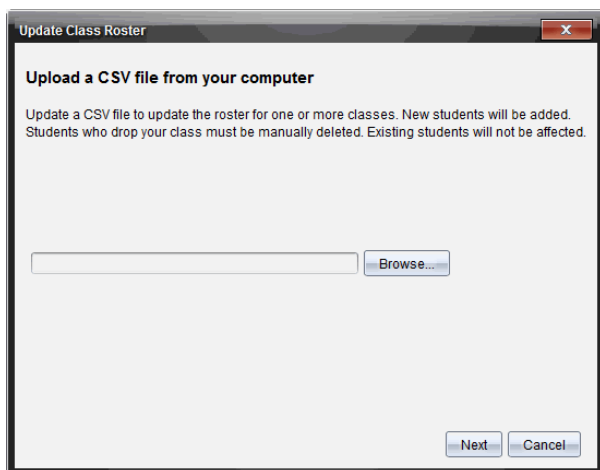 Update Class Roster
X
Upload a CSV file from your computer
Update a CSV file to update the roster for one or more classes. New students will be added.
Students who drop your class must be manually deleted. Existing students will not be affected.
Browse...
Next Cancel